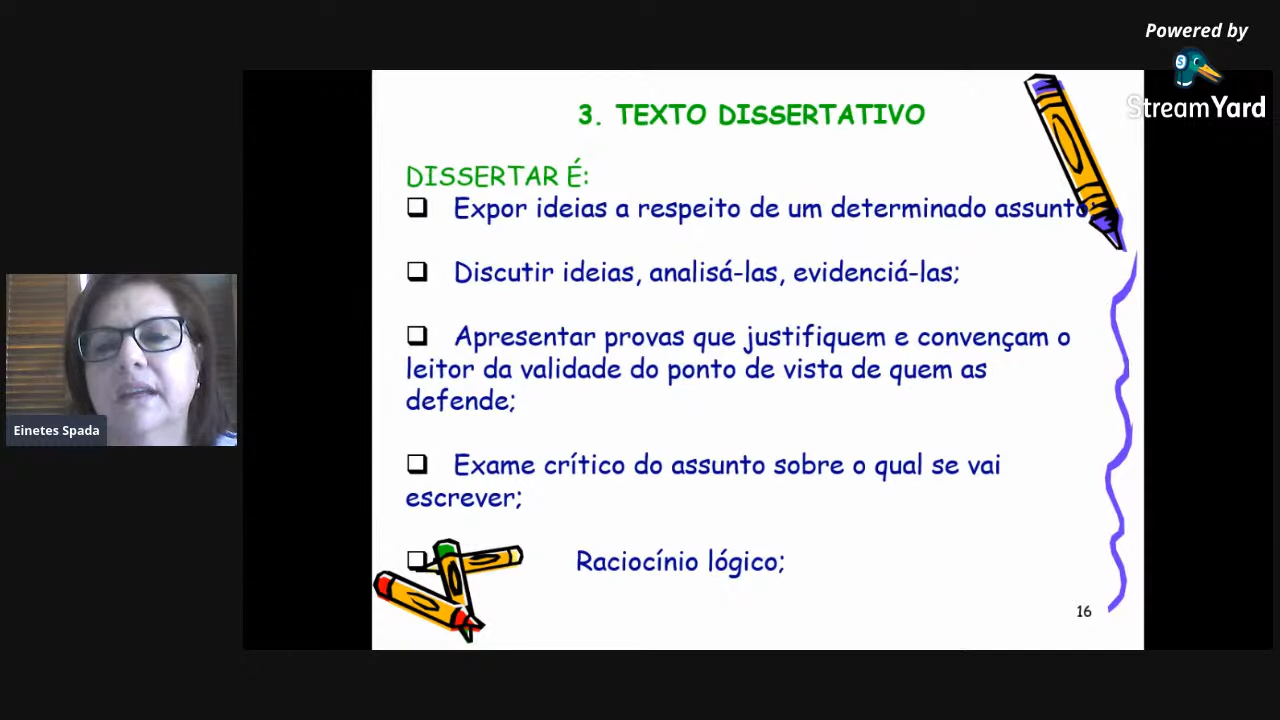 Powered by
StreamYard
3. TEXTO DISSERTATIVO
DISSERTAR É:
Expor ideias a respeito de um determinado assunto
Discutir ideias, analisá-las, evidenciá-las;
Apresentar provas que justifiquem e convençam o
leitor da validade do ponto de vista de quem as
defende;
Exame crítico do assunto sobre o qual se vai
escrever;
Raciocínio lógico;
16
Einetes Spada